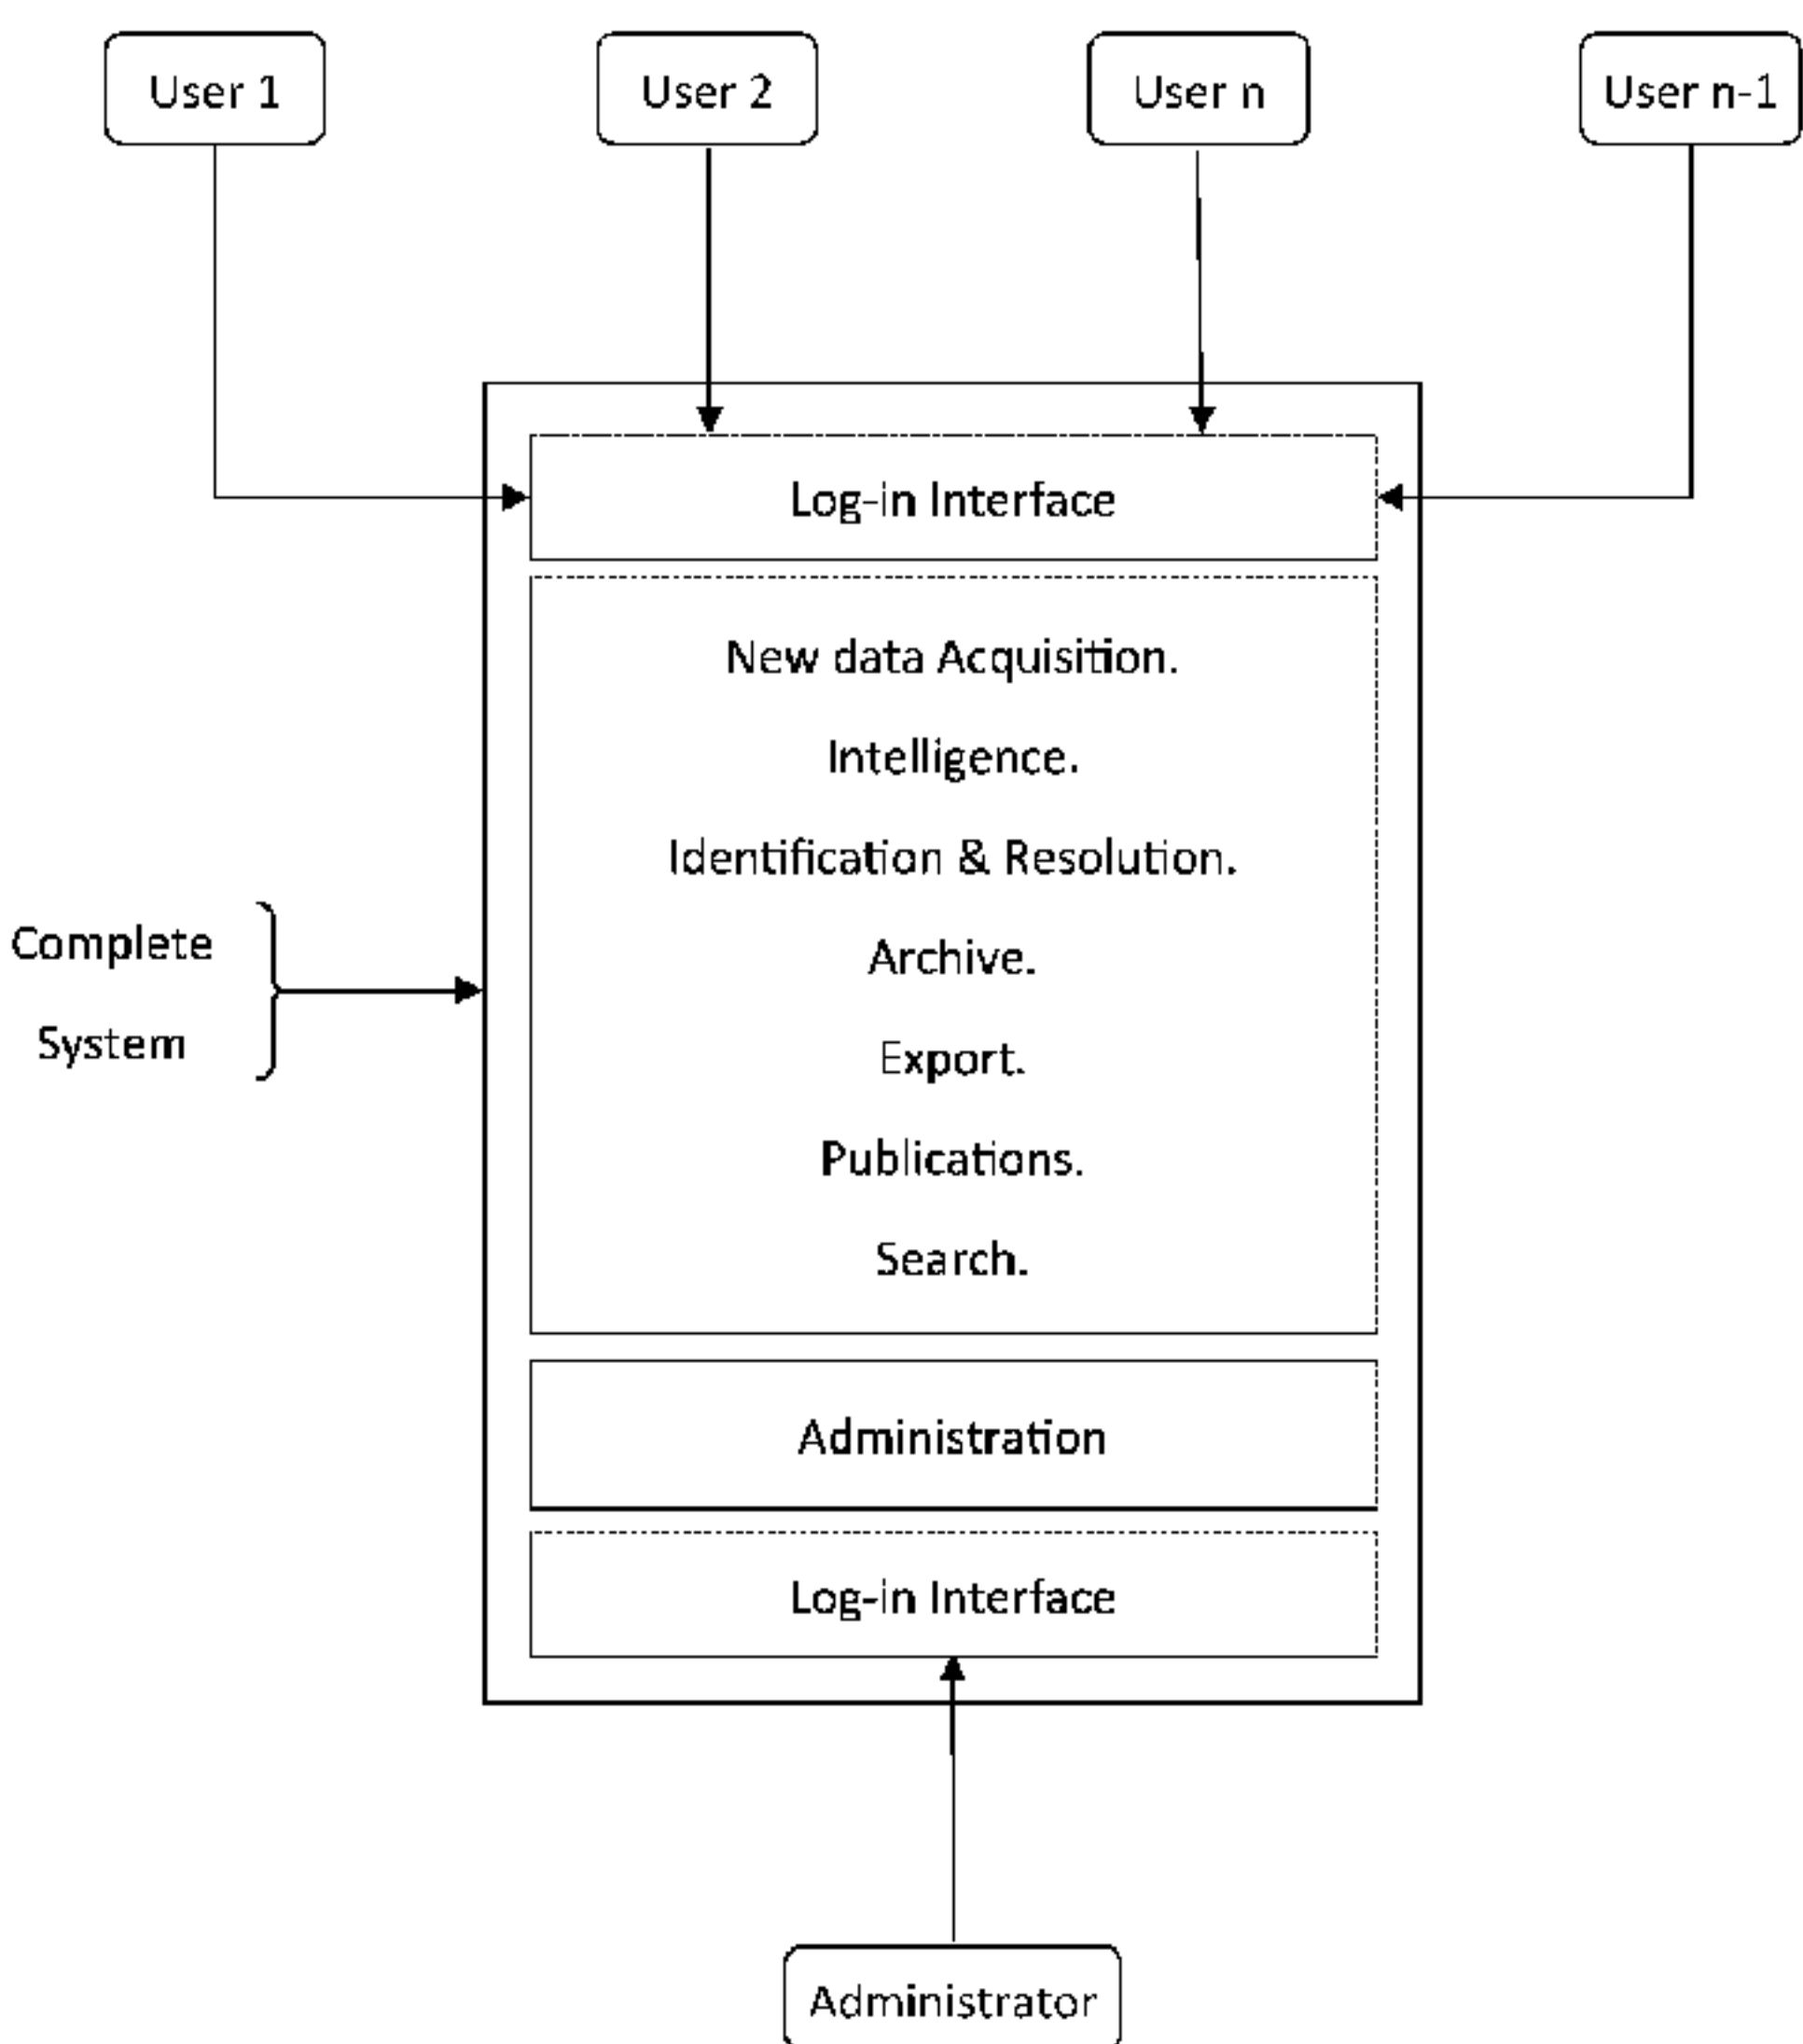 User 1
User 2
User n
User n-1
Log-in Interface
New data Acquisition.
Intelligence.
Identification & Resolution.
Archive.
Export.
Publications.
Search.
Complete
System
Administration
Log-in Interface
Administrator